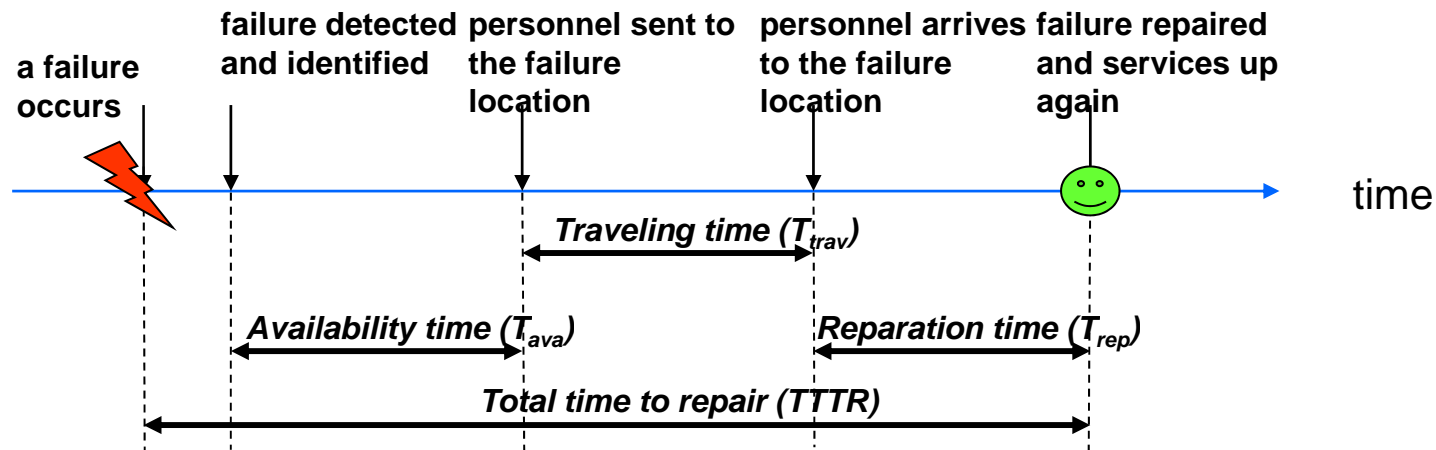 a failure
occurs
failure detected
and identified
personnel sent to
the failure
location
personnel arrives
to the failure
location
failure repaired
and services up
again
time
Traveling time (Ttrav)
Availability time (Tava)
Reparation time (Trep)
Total time to repair (TTTR)